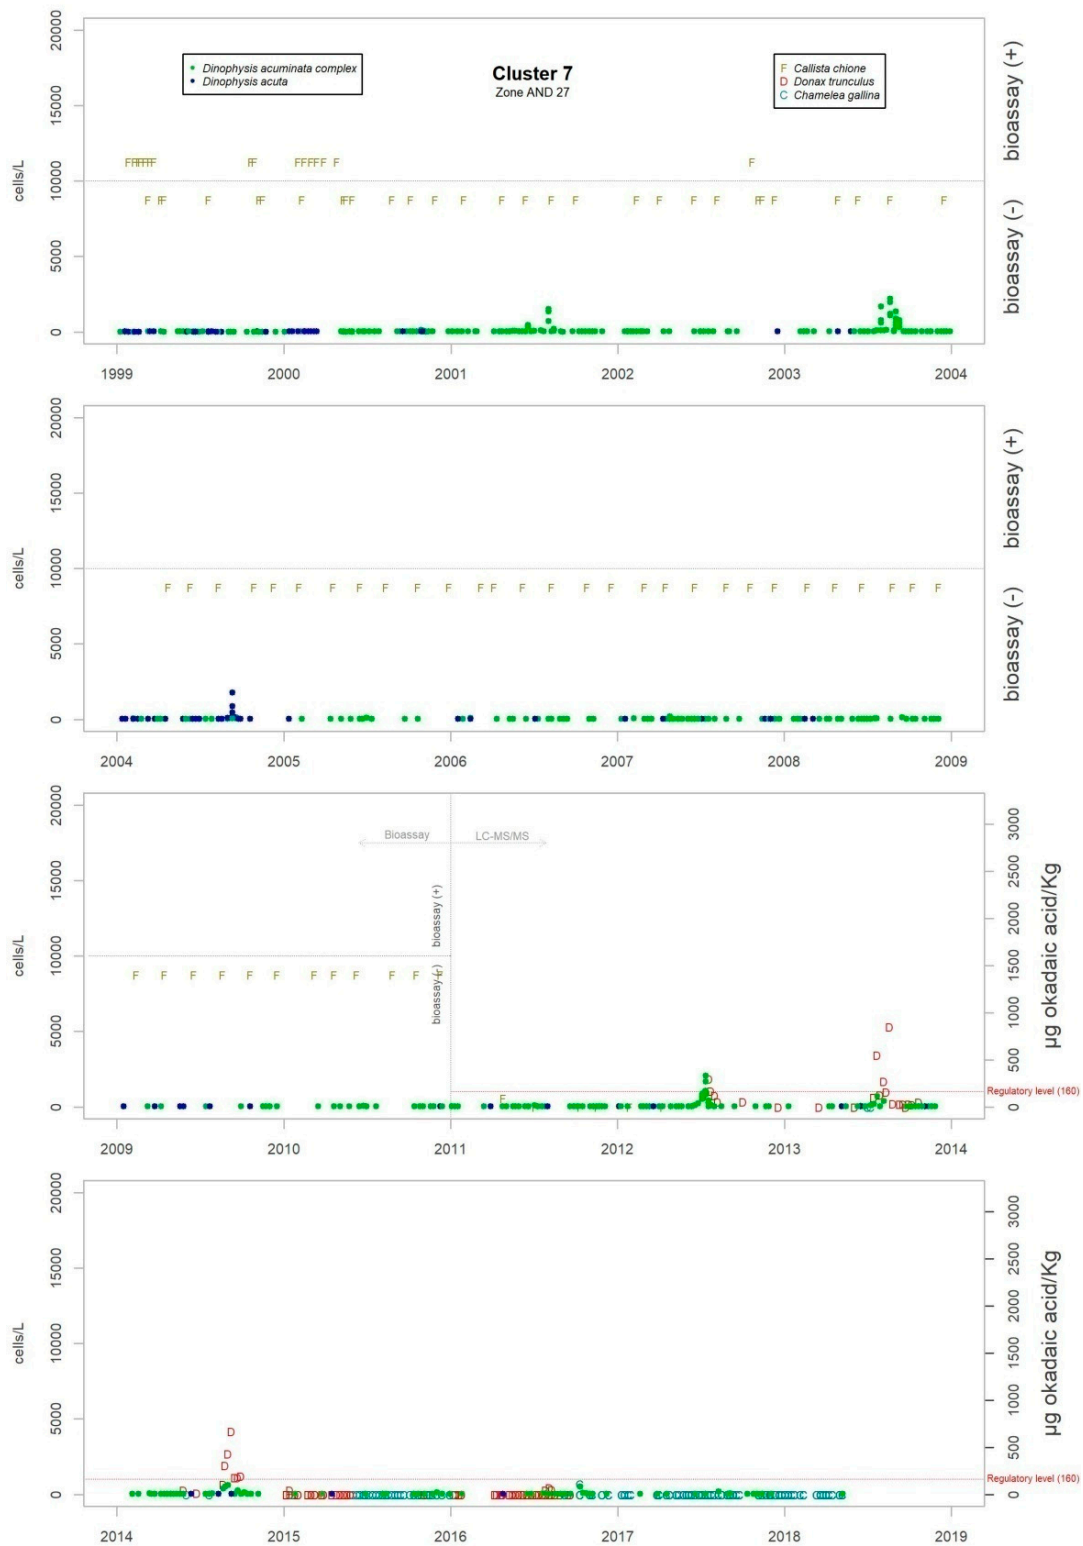 Cluster 7
Zone AND 27
Dinophysis acuminata complex
Dinophysis acuta
F Callista chione
D Donax trunculus
C Chamelea gallina
cells/L
0 5000 10000 15000 20000
bioassay (+)
bioassay (-)
1999 2000 2001 2002 2003 2004
cells/L
0 5000 10000 15000 20000
bioassay (+)
bioassay (-)
2004 2005 2006 2007 2008 2009
cells/L
0 5000 10000 15000 20000
Bioassay
LC-MS/MS
bioassay (+)
bioassay (-)
0 500 1000 1500 2000 2500 3000
µg okadaic acid/Kg
Regulatory level (160)
2009 2010 2011 2012 2013 2014
cells/L
0 5000 10000 15000 20000
0 500 1000 1500 2000 2500 3000
µg okadaic acid/Kg
Regulatory level (160)
2014 2015 2016 2017 2018 2019